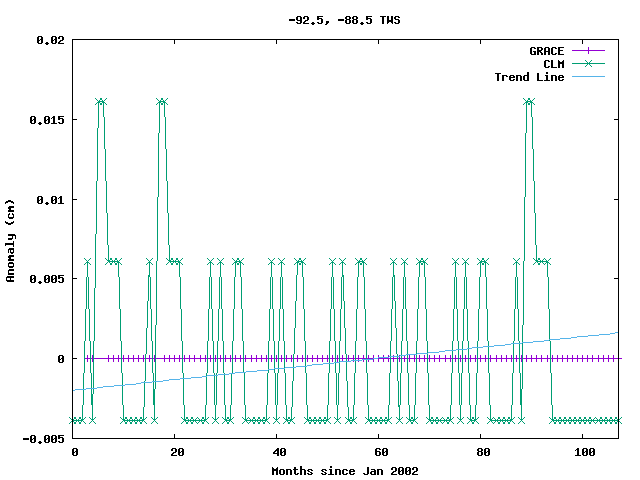 -92.5, -88.5 TWS
0.02
GRACE
CLM
Trend Line
0.015
0.01
0.005
0
-0.005
Anomaly (cm)
0 20 40 60 80 100
Months since Jan 2002